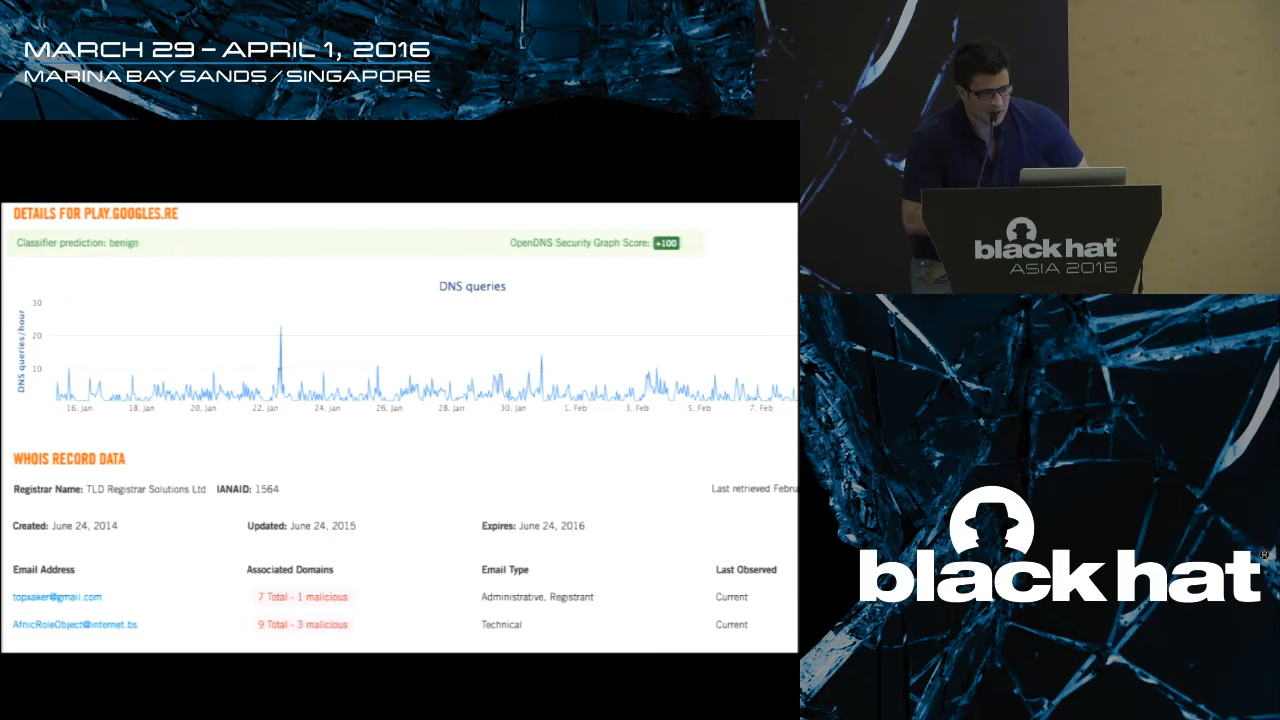 MARCH 29 – APRIL 1, 2016
MARINA BAY SANDS / SINGAPORE
DETAILS FOR PLAY.GOOGLES.RE
Classifier prediction: benign OpenDNS Security Graph Score: +100
DNS queries
DNS queries/hour
30
20
10
16. Jan 18. Jan 20. Jan 22. Jan 24. Jan 26. Jan 28. Jan 30. Jan 1. Feb 3. Feb 5. Feb 7. Feb
WHOIS RECORD DATA
Registrar Name: TLD Registrar Solutions Ltd IANAID: 1564 Last retrieved Febru
Created: June 24, 2014 Updated: June 24, 2015 Expires: June 24, 2016
Email Address Associated Domains Email Type Last Observed
topxaker@gmail.com 7 Total - 1 malicious Administrative, Registrant Current
AfnicRoleObject@internet.bs 9 Total - 3 malicious Technical Current
black hat
ASIA 2016
black hat®